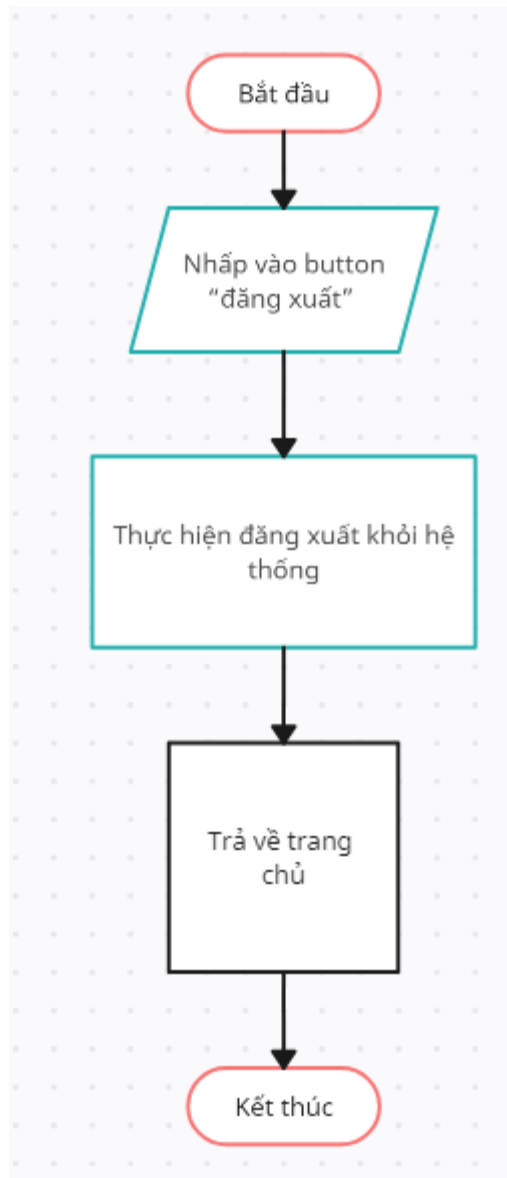 Bắt đầu
Nhấp vào button
“đăng xuất”
Thực hiện đăng xuất khỏi hệ
thống
Trả về trang
chủ
Kết thúc